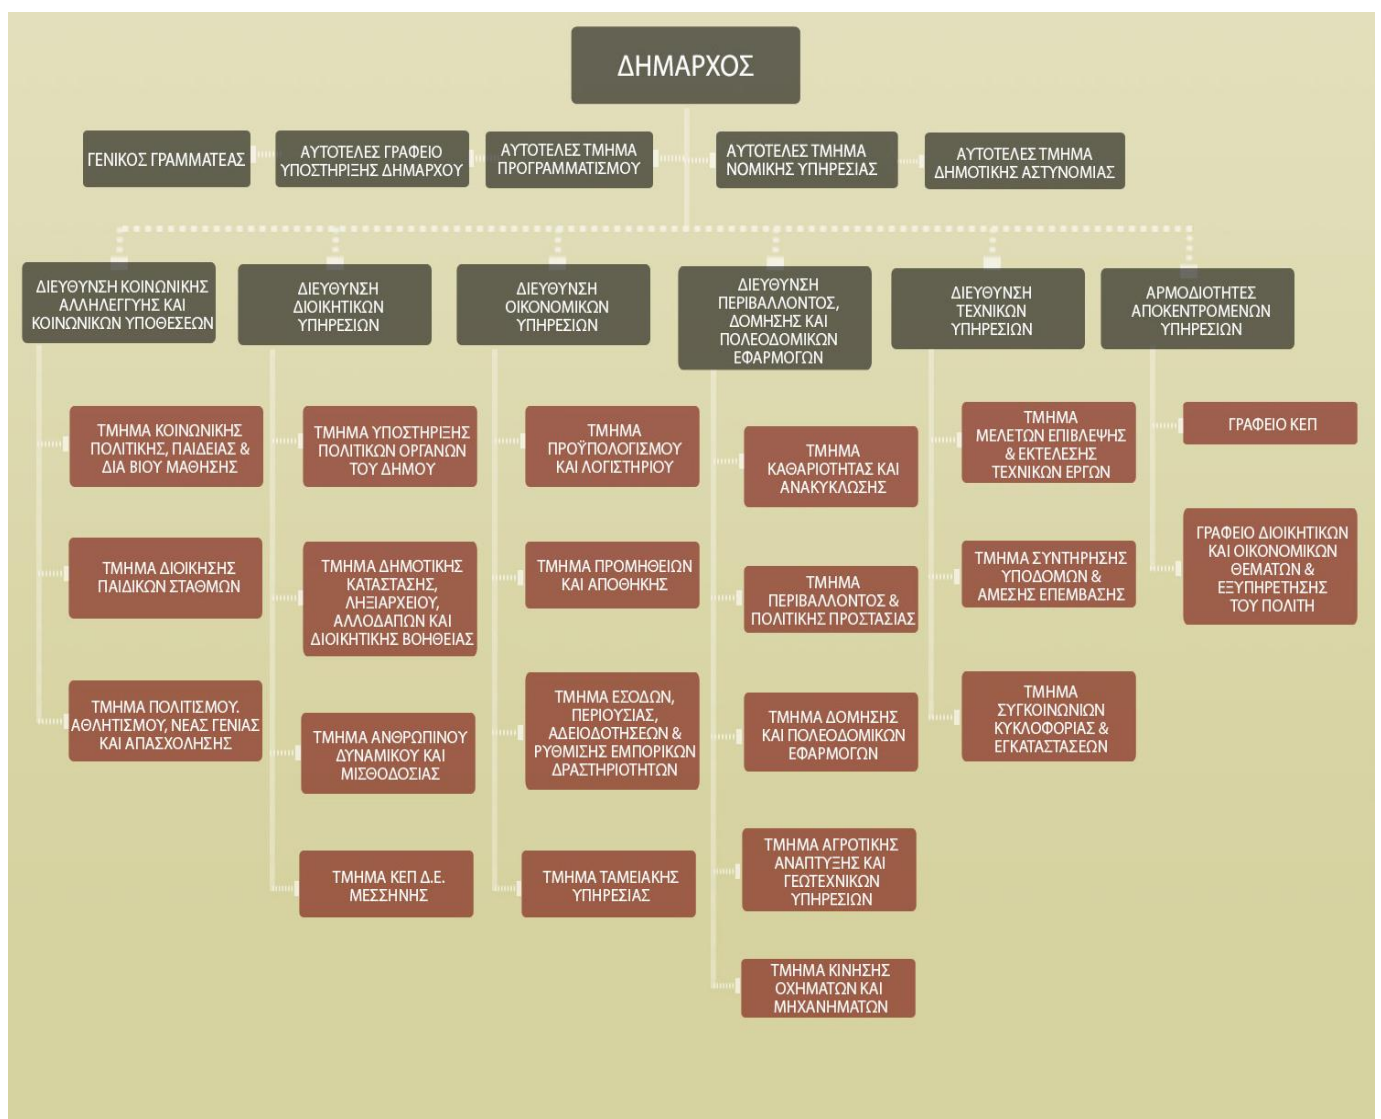 ΔΗΜΑΡΧΟΣ
ΓΕΝΙΚΟΣ ΓΡΑΜΜΑΤΕΑΣ
ΑΥΤΟΤΕΛΕΣ ΓΡΑΦΕΙΟ
ΥΠΟΣΤΗΡΙΞΗΣ ΔΗΜΑΡΧΟΥ
ΑΥΤΟΤΕΛΕΣ ΤΜΗΜΑ
ΠΡΟΓΡΑΜΜΑΤΙΣΜΟΥ
ΑΥΤΟΤΕΛΕΣ ΤΜΗΜΑ
ΝΟΜΙΚΗΣ ΥΠΗΡΕΣΙΑΣ
ΑΥΤΟΤΕΛΕΣ ΤΜΗΜΑ
ΔΗΜΟΤΙΚΗΣ ΑΣΤΥΝΟΜΙΑΣ
ΔΙΕΥΘΥΝΣΗ ΚΟΙΝΩΝΙΚΗΣ
ΑΛΛΗΛΕΓΓΥΗΣ ΚΑΙ
ΚΟΙΝΩΝΙΚΩΝ ΥΠΟΘΕΣΕΩΝ
ΤΜΗΜΑ ΚΟΙΝΩΝΙΚΗΣ
ΠΟΛΙΤΙΚΗΣ, ΠΑΙΔΕΙΑΣ &
ΔΙΑ ΒΙΟΥ ΜΑΘΗΣΗΣ
ΤΜΗΜΑ ΔΙΟΙΚΗΣΗΣ
ΠΑΙΔΙΚΩΝ ΣΤΑΘΜΩΝ
ΤΜΗΜΑ ΠΟΛΙΤΙΣΜΟΥ.
ΑΘΛΗΤΙΣΜΟΥ, ΝΕΑΣ ΓΕΝΙΑΣ
ΚΑΙ ΑΠΑΣΧΟΛΗΣΗΣ
ΔΙΕΥΘΥΝΣΗ
ΔΙΟΙΚΗΤΙΚΩΝ
ΥΠΗΡΕΣΙΩΝ
ΤΜΗΜΑ ΥΠΟΣΤΗΡΙΞΗΣ
ΠΟΛΙΤΙΚΩΝ ΟΡΓΑΝΩΝ
ΤΟΥ ΔΗΜΟΥ
ΤΜΗΜΑ ΔΗΜΟΤΙΚΗΣ
ΚΑΤΑΣΤΑΣΗΣ,
ΛΗΞΙΑΡΧΕΙΟΥ,
ΑΛΛΟΔΑΠΩΝ ΚΑΙ
ΔΙΟΙΚΗΤΙΚΗΣ ΒΟΗΘΕΙΑΣ
ΤΜΗΜΑ ΑΝΘΡΩΠΙΝΟΥ
ΔΥΝΑΜΙΚΟΥ ΚΑΙ
ΜΙΣΘΟΔΟΣΙΑΣ
ΤΜΗΜΑ ΚΕΠ Δ.Ε.
ΜΕΣΣΗΝΗΣ
ΔΙΕΥΘΥΝΣΗ
ΟΙΚΟΝΟΜΙΚΩΝ
ΥΠΗΡΕΣΙΩΝ
ΤΜΗΜΑ
ΠΡΟΫΠΟΛΟΓΙΣΜΟΥ
ΚΑΙ ΛΟΓΙΣΤΗΡΙΟΥ
ΤΜΗΜΑ ΠΡΟΜΗΘΕΙΩΝ
ΚΑΙ ΑΠΟΘΗΚΗΣ
ΤΜΗΜΑ ΕΣΟΔΩΝ,
ΠΕΡΙΟΥΣΙΑΣ,
ΑΔΕΙΟΔΟΤΗΣΕΩΝ &
ΡΥΘΜΙΣΗΣ ΕΜΠΟΡΙΚΩΝ
ΔΡΑΣΤΗΡΙΟΤΗΤΩΝ
ΤΜΗΜΑ ΤΑΜΕΙΑΚΗΣ
ΥΠΗΡΕΣΙΑΣ
ΔΙΕΥΘΥΝΣΗ
ΠΕΡΙΒΑΛΛΟΝΤΟΣ,
ΔΟΜΗΣΗΣ ΚΑΙ
ΠΟΛΕΟΔΟΜΙΚΩΝ
ΕΦΑΡΜΟΓΩΝ
ΤΜΗΜΑ
ΚΑΘΑΡΙΟΤΗΤΑΣ ΚΑΙ
ΑΝΑΚΥΚΛΩΣΗΣ
ΤΜΗΜΑ
ΠΕΡΙΒΑΛΛΟΝΤΟΣ &
ΠΟΛΙΤΙΚΗΣ ΠΡΟΣΤΑΣΙΑΣ
ΤΜΗΜΑ ΔΟΜΗΣΗΣ
ΚΑΙ ΠΟΛΕΟΔΟΜΙΚΩΝ
ΕΦΑΡΜΟΓΩΝ
ΤΜΗΜΑ ΑΓΡΟΤΙΚΗΣ
ΑΝΑΠΤΥΞΗΣ ΚΑΙ
ΓΕΩΤΕΧΝΙΚΩΝ
ΥΠΗΡΕΣΙΩΝ
ΤΜΗΜΑ ΚΙΝΗΣΗΣ
ΟΧΗΜΑΤΩΝ ΚΑΙ
ΜΗΧΑΝΗΜΑΤΩΝ
ΔΙΕΥΘΥΝΣΗ
ΤΕΧΝΙΚΩΝ
ΥΠΗΡΕΣΙΩΝ
ΤΜΗΜΑ
ΜΕΛΕΤΩΝ ΕΠΙΒΛΕΨΗΣ
& ΕΚΤΕΛΕΣΗΣ
ΤΕΧΝΙΚΩΝ ΕΡΓΩΝ
ΤΜΗΜΑ ΣΥΝΤΗΡΗΣΗΣ
ΥΠΟΔΟΜΩΝ &
ΑΜΕΣΗΣ ΕΠΕΜΒΑΣΗΣ
ΤΜΗΜΑ
ΣΥΓΚΟΙΝΩΝΙΩΝ
ΚΥΚΛΟΦΟΡΙΑΣ &
ΕΓΚΑΤΑΣΤΑΣΕΩΝ
ΑΡΜΟΔΙΟΤΗΤΕΣ
ΑΠΟΚΕΝΤΡΟΜΕΝΩΝ
ΥΠΗΡΕΣΙΩΝ
ΓΡΑΦΕΙΟ ΚΕΠ
ΓΡΑΦΕΙΟ ΔΙΟΙΚΗΤΙΚΩΝ
ΚΑΙ ΟΙΚΟΝΟΜΙΚΩΝ
ΘΕΜΑΤΩΝ &
ΕΞΥΠΗΡΕΤΗΣΗΣ
ΤΟΥ ΠΟΛΙΤΗ